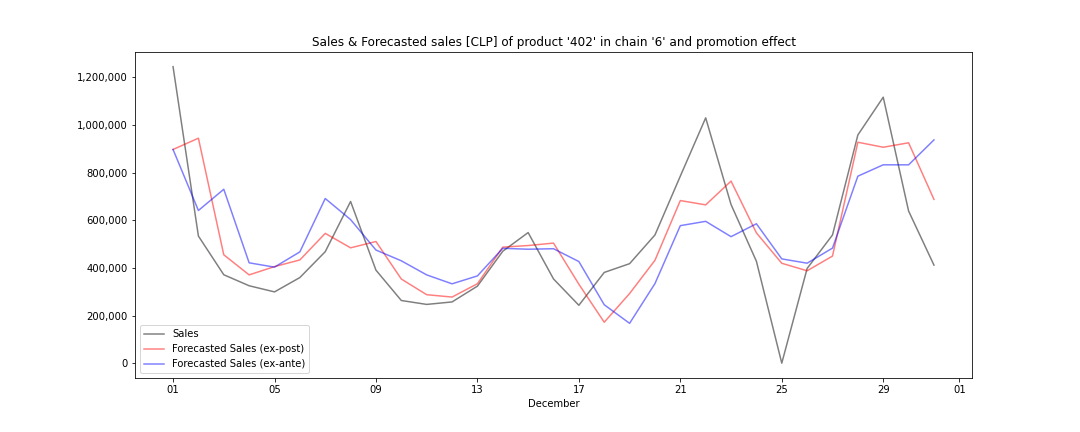 Sales & Forecasted sales [CLP] of product '402' in chain '6' and promotion effect
1,200,000
1,000,000
800,000
600,000
400,000
200,000
0
Sales
Forecasted Sales (ex-post)
Forecasted Sales (ex-ante)
01 05 09 13 17 21 25 29 01
December